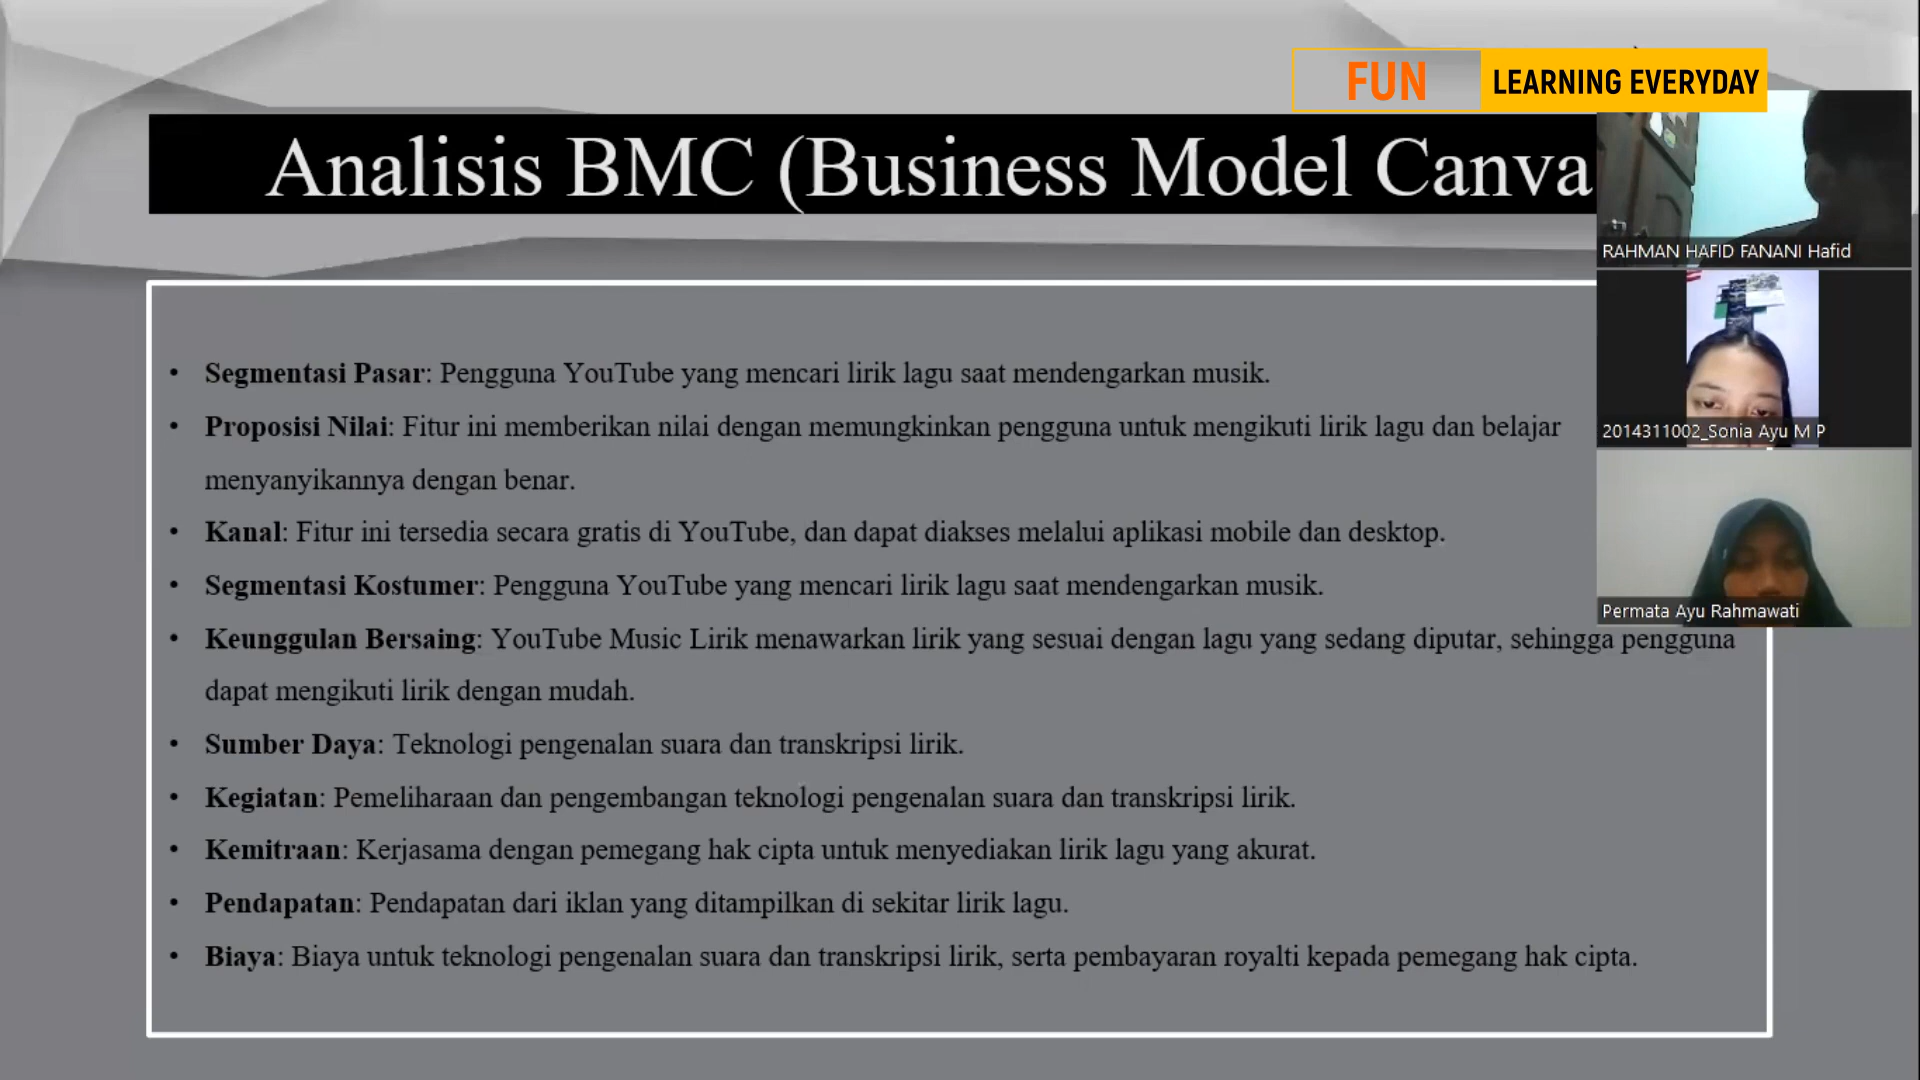 FUN LEARNING EVERYDAY
Analisis BMC (Business Model Canva
RAHMAN HAFID FANANI Hafid
2014311002_Sonia Ayu M P
Permata Ayu Rahmawati
• Segmentasi Pasar: Pengguna YouTube yang mencari lirik lagu saat mendengarkan musik.
• Proposisi Nilai: Fitur ini memberikan nilai dengan memungkinkan pengguna untuk mengikuti lirik lagu dan belajar
menyanyikannya dengan benar.
• Kanal: Fitur ini tersedia secara gratis di YouTube, dan dapat diakses melalui aplikasi mobile dan desktop.
• Segmentasi Kostumer: Pengguna YouTube yang mencari lirik lagu saat mendengarkan musik.
• Keunggulan Bersaing: YouTube Music Lirik menawarkan lirik yang sesuai dengan lagu yang sedang diputar, sehingga pengguna
dapat mengikuti lirik dengan mudah.
• Sumber Daya: Teknologi pengenalan suara dan transkripsi lirik.
• Kegiatan: Pemeliharaan dan pengembangan teknologi pengenalan suara dan transkripsi lirik.
• Kemitraan: Kerjasama dengan pemegang hak cipta untuk menyediakan lirik lagu yang akurat.
• Pendapatan: Pendapatan dari iklan yang ditampilkan di sekitar lirik lagu.
• Biaya: Biaya untuk teknologi pengenalan suara dan transkripsi lirik, serta pembayaran royalti kepada pemegang hak cipta.